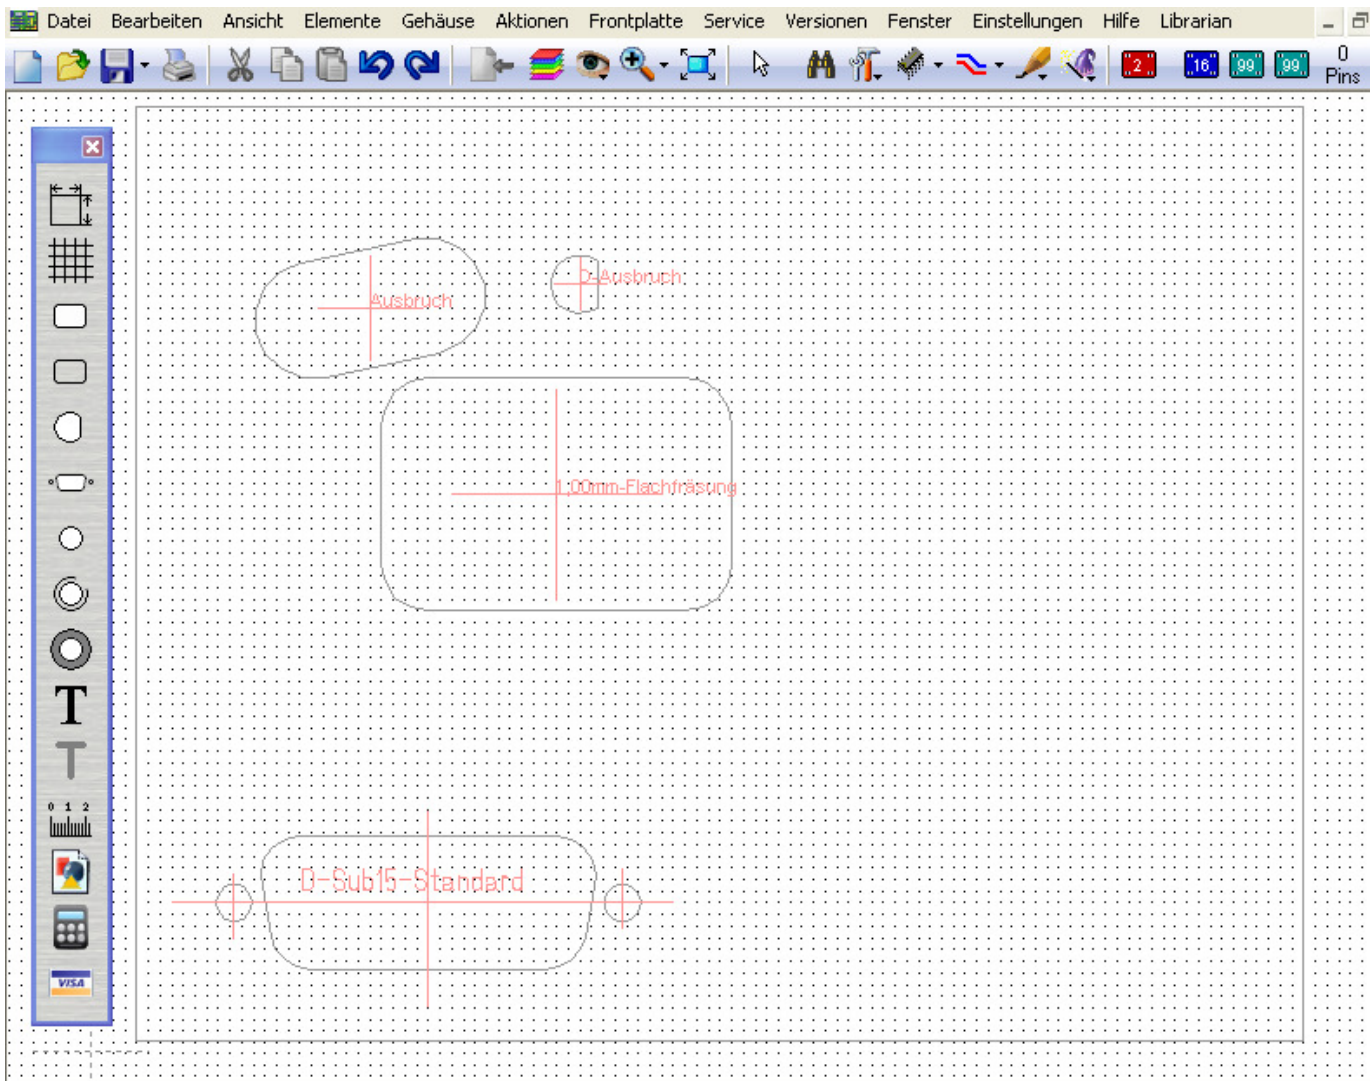 Datei Bearbeiten Ansicht Elemente Gehäuse Aktionen Frontplatte Service Versionen Fenster Einstellungen Hilfe Librarian
2 16 99 99 0 Pins
D-Ausbruch
Ausbruch
1,00mm-Flachfräsung
T
T
0 1 2
D-Sub15-Standard
VISA